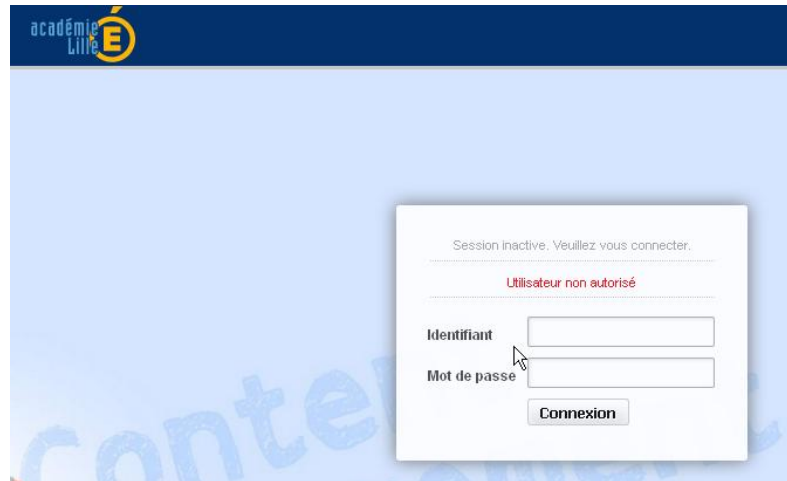 académie
Lille
Session inactive. Veuillez vous connecter.
Utilisateur non autorisé
Identifiant
Mot de passe
Connexion